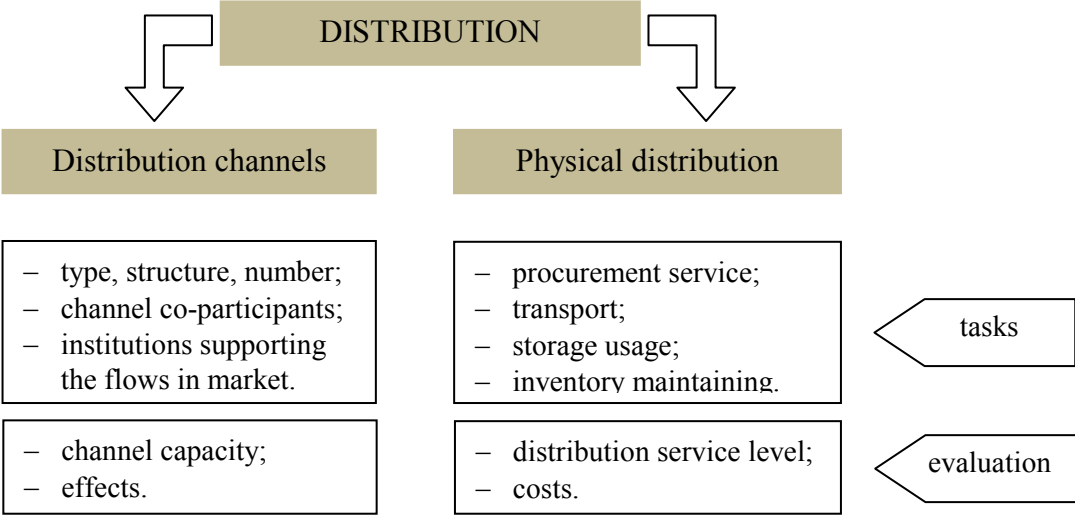 DISTRIBUTION
Distribution channels
Physical distribution
– type, structure, number;
– channel co-participants;
– institutions supporting
the flows in market.
– procurement service;
– transport;
– storage usage;
– inventory maintaining.
tasks
– channel capacity;
– effects.
– distribution service level;
– costs.
evaluation